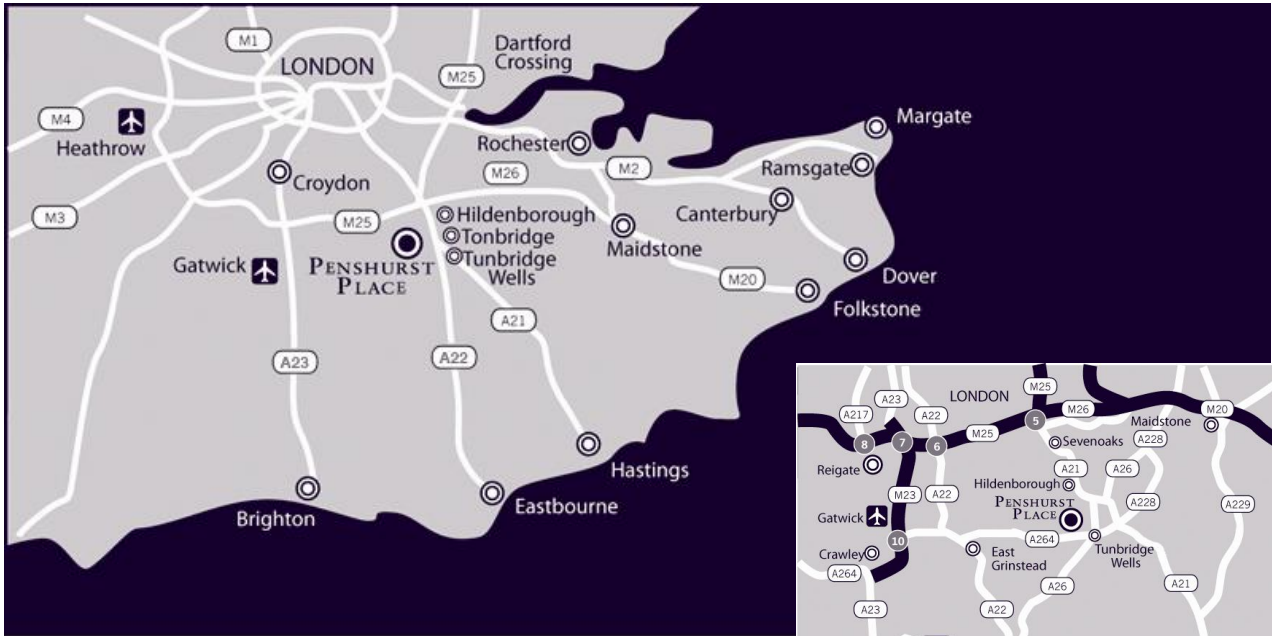 M1
Dartford
Crossing
LONDON
M25
M4
Heathrow
Margate
Rochester
M2
Ramsgate
M26
Croydon
Canterbury
M3
M25
Hildenborough
Tonbridge
Tunbridge
Wells
Maidstone
Gatwick
PENSHURST
PLACE
M20
Dover
Folkstone
A21
A23
A22
Hastings
Eastbourne
Brighton
M25
LONDON
A23
A217
A22
M26
M20
5
Maidstone
M25
8
7
6
Sevenoaks
A228
Reigate
A21
A26
Hildenborough
M23
A22
PENSHURST
PLACE
A228
A229
Gatwick
10
A264
Crawley
East
Grinstead
Tunbridge
Wells
A264
A26
A21
A23
A22